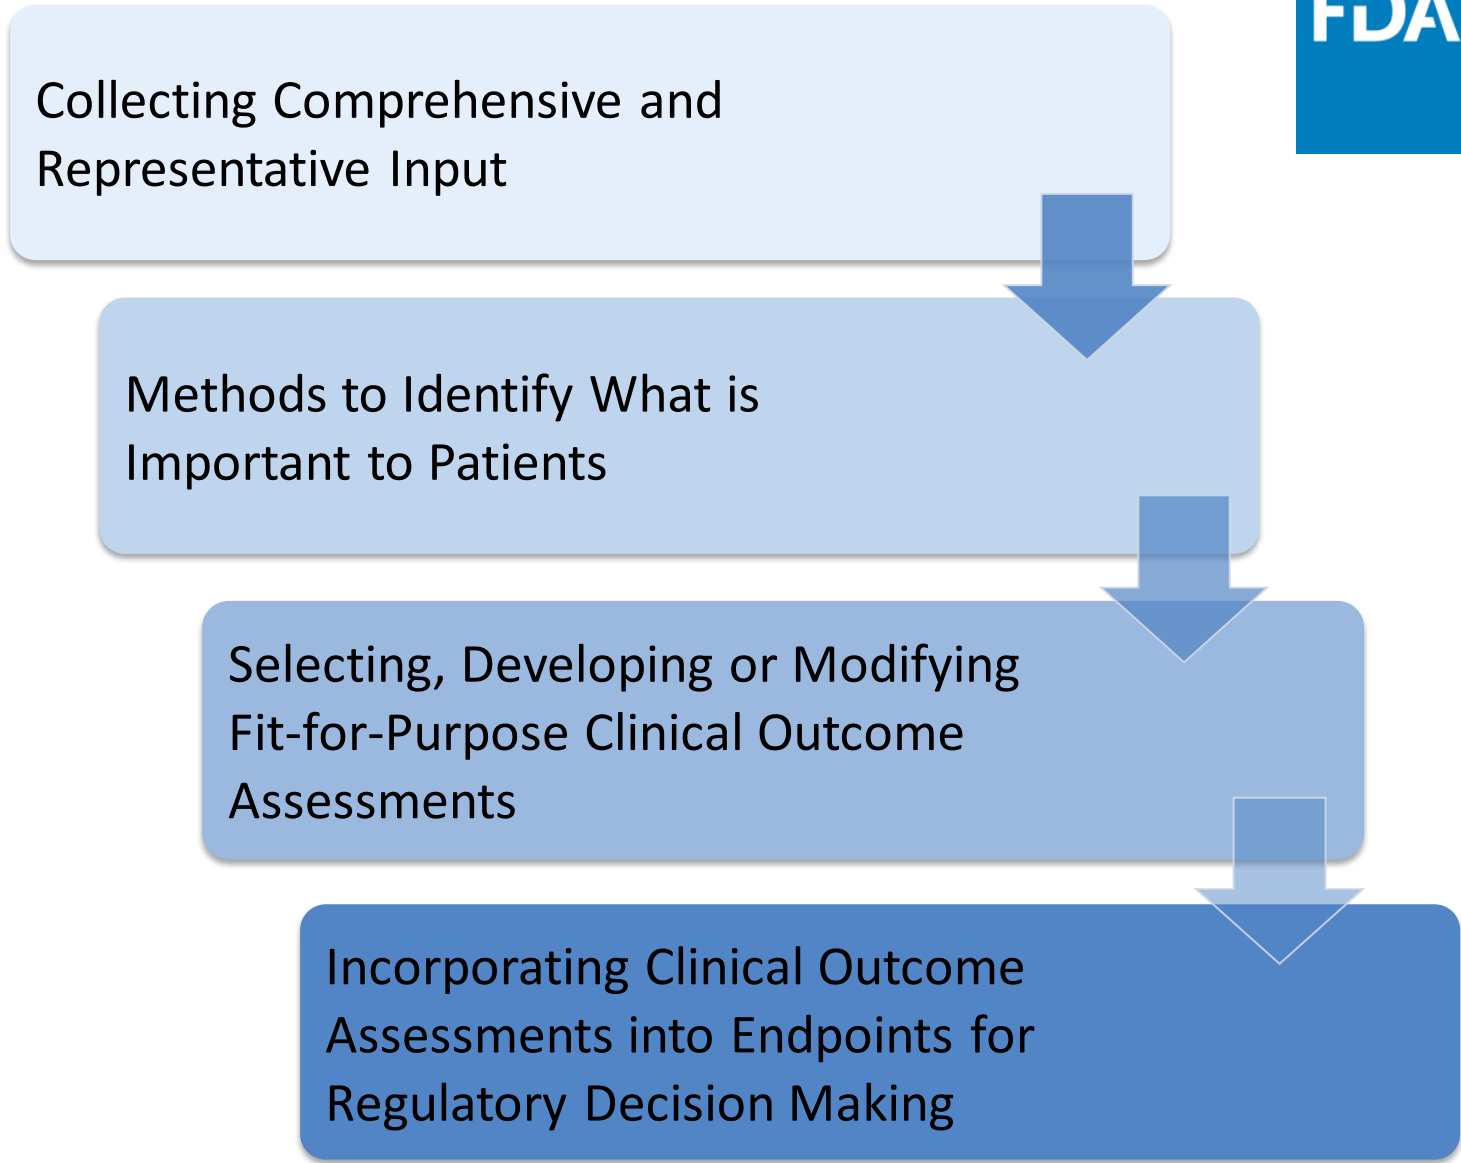 FDA
Collecting Comprehensive and
Representative Input
Methods to Identify What is
Important to Patients
Selecting, Developing or Modifying
Fit-for-Purpose Clinical Outcome
Assessments
Incorporating Clinical Outcome
Assessments into Endpoints for
Regulatory Decision Making